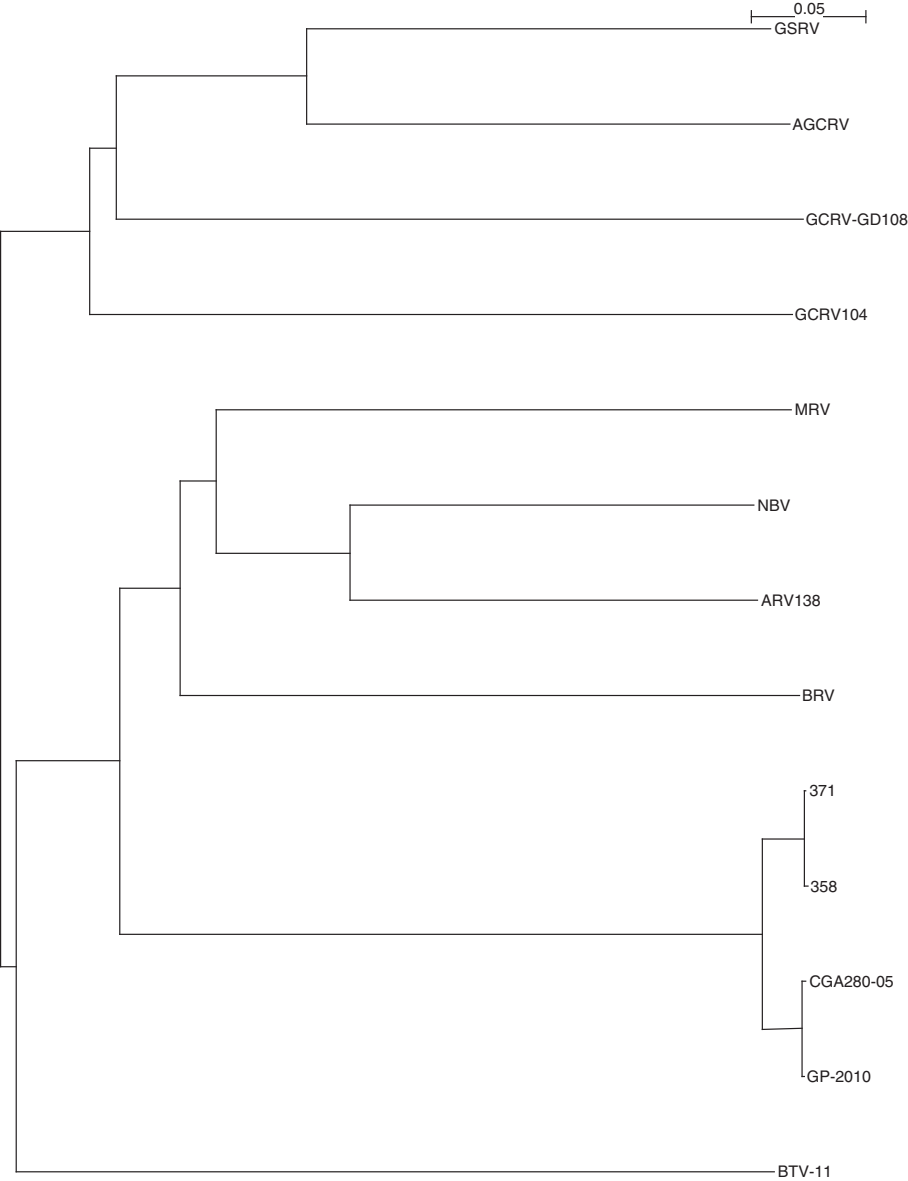 0.05
GSRV
AGCRV
GCRV-GD108
GCRV104
MRV
NBV
ARV138
BRV
371
358
CGA280-05
GP-2010
BTV-11